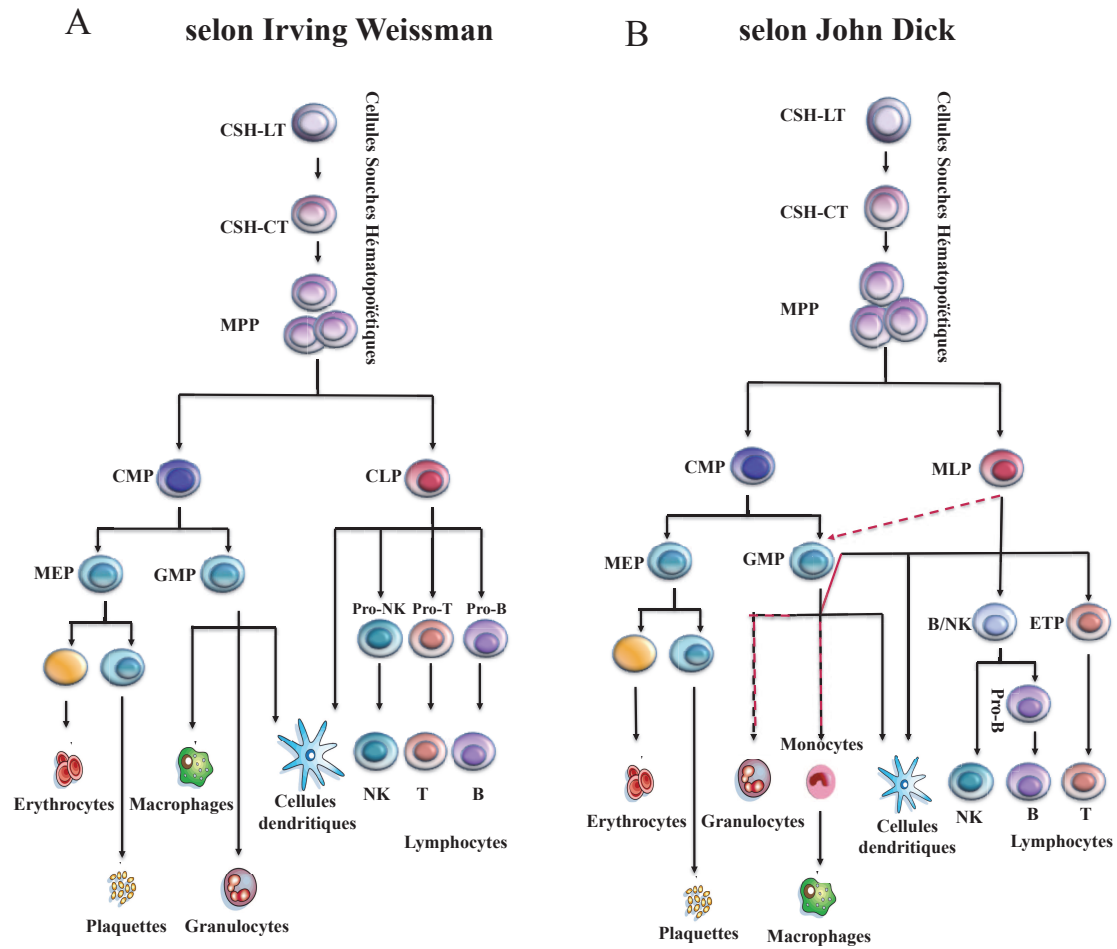 A
selon Irving Weissman
CSH-LT
CSH-CT
MPP
Cellules Souches Hématopoïétiques
CMP
CLP
MEP
GMP
Pro-NK
Pro-T
Pro-B
Erythrocytes
Macrophages
Cellules
dendritiques
NK
T
B
Lymphocytes
Plaquettes
Granulocytes
B
selon John Dick
CSH-LT
CSH-CT
MPP
Cellules Souches Hématopoïétiques
CMP
MLP
MEP
GMP
B/NK
ETP
Pro-B
Monocytes
Erythrocytes
Granulocytes
Cellules
dendritiques
NK
B
T
Lymphocytes
Plaquettes
Macrophages